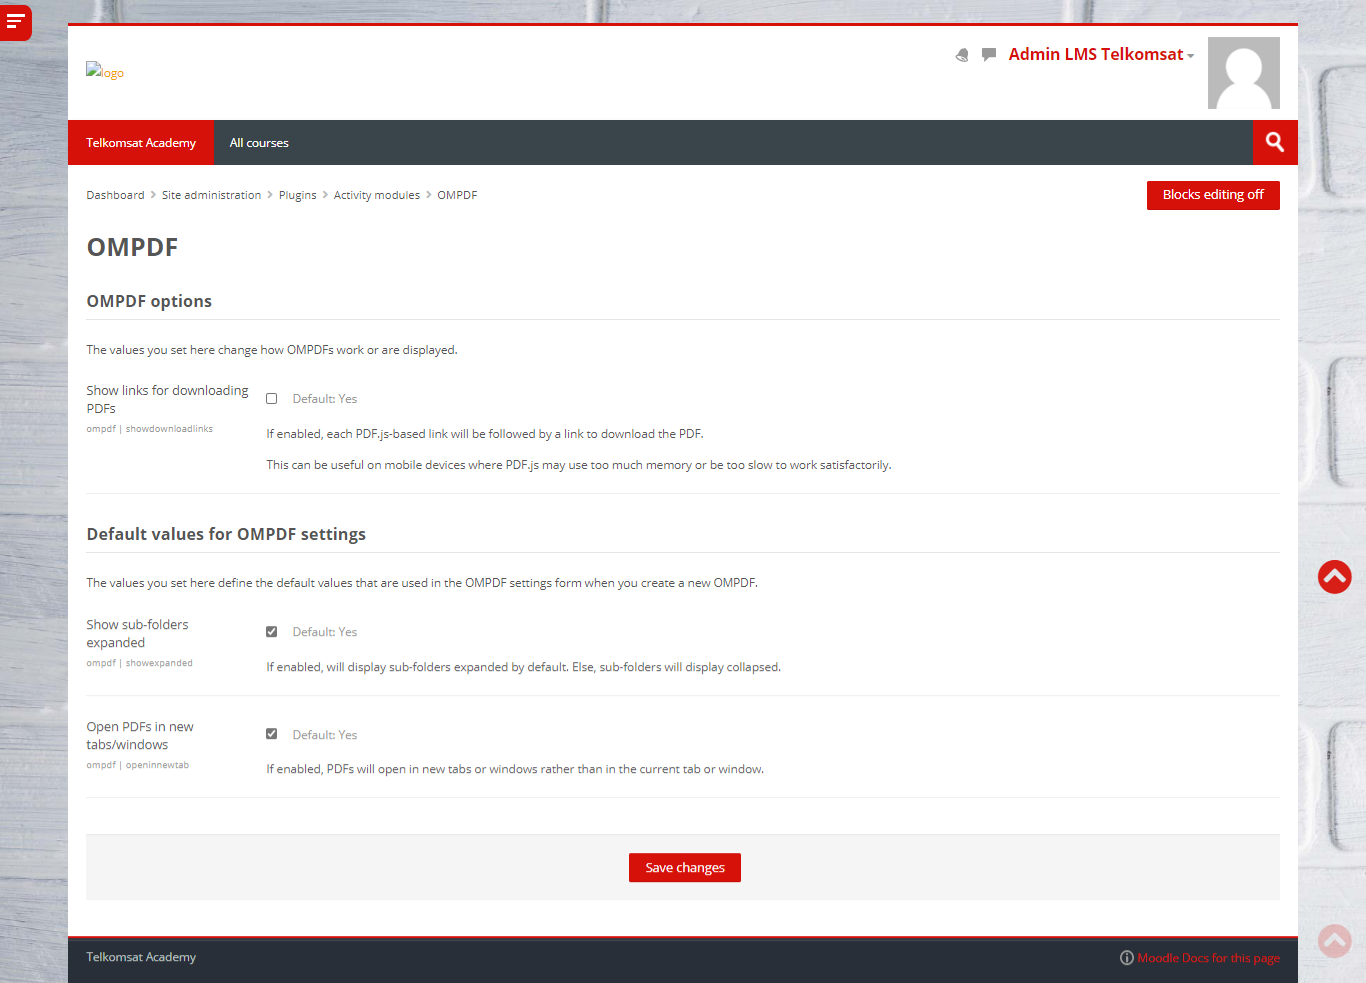 logo
Admin LMS Telkomsat
Telkomsat Academy
All courses
Dashboard
Site administration
Plugins
Activity modules
OMPDF
Blocks editing off
OMPDF
OMPDF options
The values you set here change how OMPDFs work or are displayed.
Show links for downloading
PDFs
ompdf | showdownloadlinks
Default: Yes
If enabled, each PDF.js-based link will be followed by a link to download the PDF.
This can be useful on mobile devices where PDF.js may use too much memory or be too slow to work satisfactorily.
Default values for OMPDF settings
The values you set here define the default values that are used in the OMPDF settings form when you create a new OMPDF.
Show sub-folders
expanded
ompdf | showexpanded
Default: Yes
If enabled, will display sub-folders expanded by default. Else, sub-folders will display collapsed.
Open PDFs in new
tabs/windows
ompdf | openinnewtab
Default: Yes
If enabled, PDFs will open in new tabs or windows rather than in the current tab or window.
Save changes
Telkomsat Academy
Moodle Docs for this page